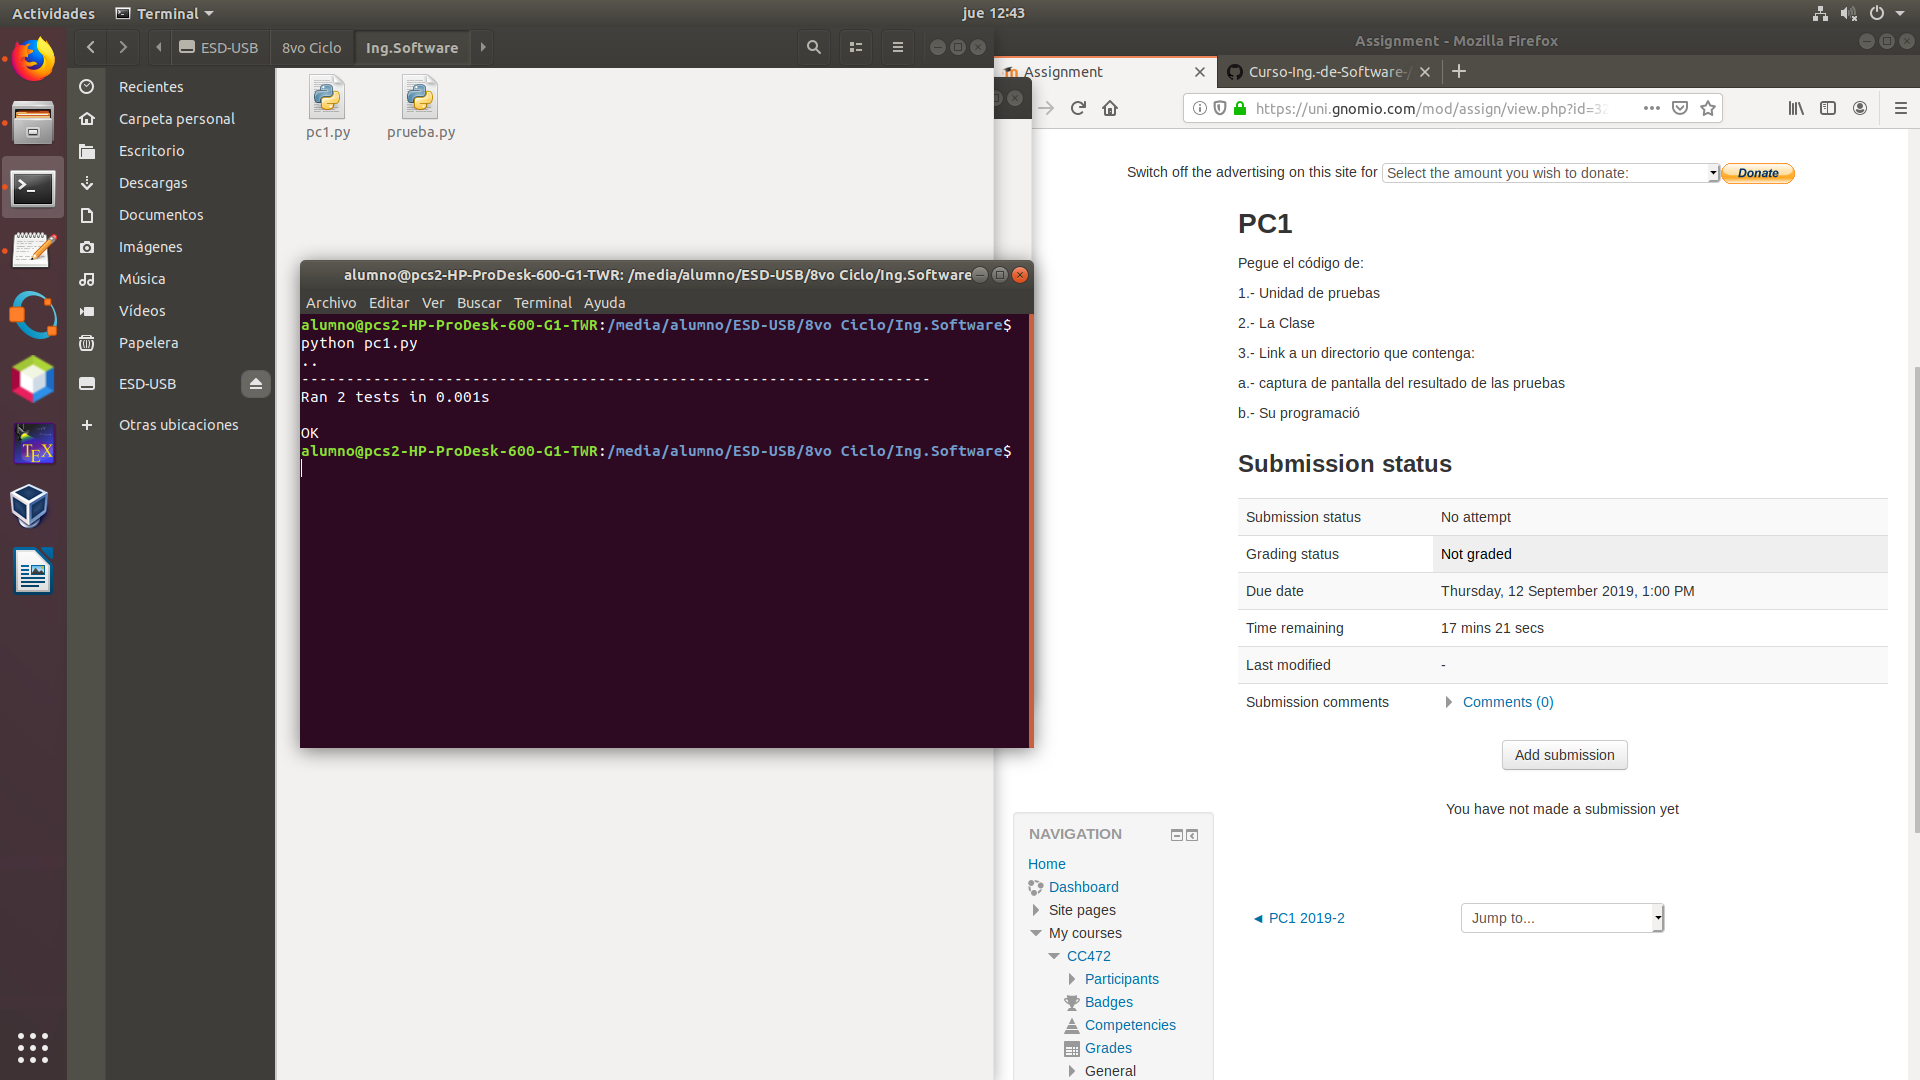 Actividades
Terminal
jue 12:43
ESD-USB
8vo Ciclo
Ing.Software
Recientes
Carpeta personal
Escritorio
Descargas
Documentos
Imágenes
Música
Vídeos
Papelera
ESD-USB
Otras ubicaciones
pc1.py
prueba.py
alumno@pcs2-HP-ProDesk-600-G1-TWR: /media/alumno/ESD-USB/8vo Ciclo/Ing.Software
Archivo Editar Ver Buscar Terminal Ayuda
alumno@pcs2-HP-ProDesk-600-G1-TWR:/media/alumno/ESD-USB/8vo Ciclo/Ing.Software$
python pc1.py
..
----------------------------------------------------------------------
Ran 2 tests in 0.001s
OK
alumno@pcs2-HP-ProDesk-600-G1-TWR:/media/alumno/ESD-USB/8vo Ciclo/Ing.Software$
Assignment - Mozilla Firefox
Assignment
Curso-Ing.-de-Software-/
https://uni.gnomio.com/mod/assign/view.php?id=32
Switch off the advertising on this site for Select the amount you wish to donate: Donate
PC1
Pegue el código de:
1.- Unidad de pruebas
2.- La Clase
3.- Link a un directorio que contenga:
a.- captura de pantalla del resultado de las pruebas
b.- Su programació
Submission status
Submission status No attempt
Grading status Not graded
Due date Thursday, 12 September 2019, 1:00 PM
Time remaining 17 mins 21 secs
Last modified -
Submission comments Comments (0)
Add submission
You have not made a submission yet
◄ PC1 2019-2
Jump to...
NAVIGATION
Home
Dashboard
Site pages
My courses
CC472
Participants
Badges
Competencies
Grades
General
TEX